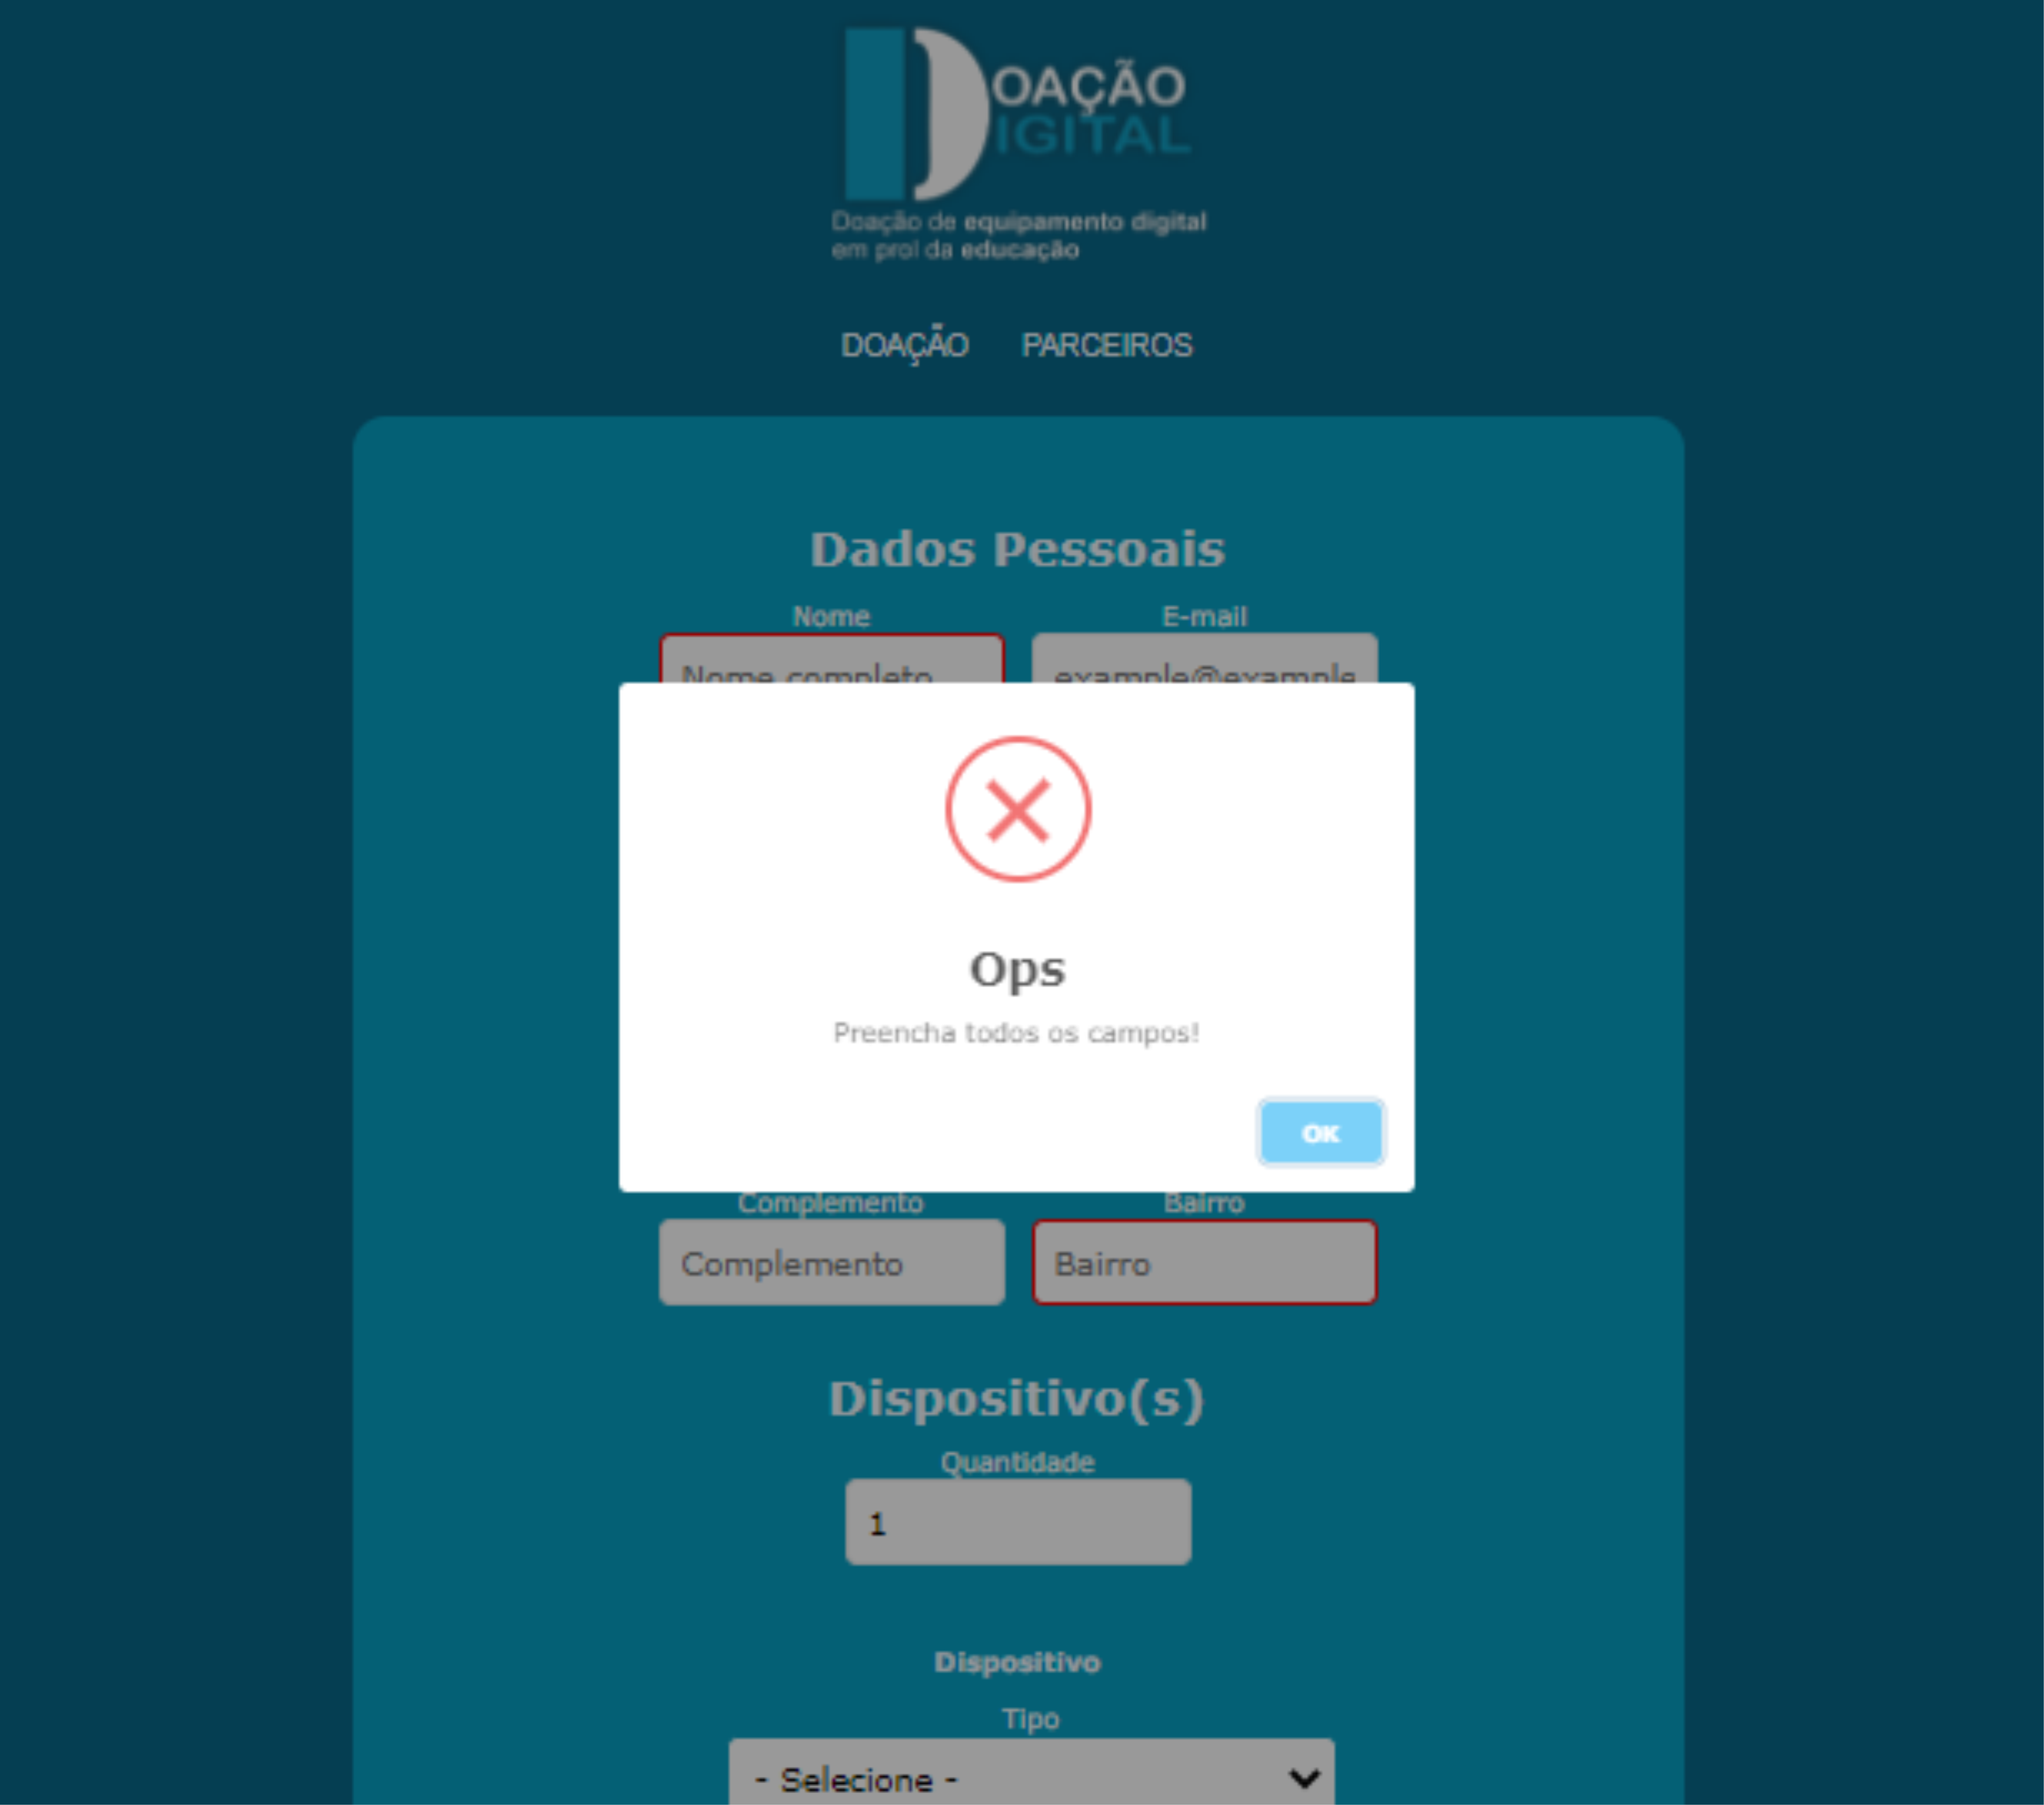 DOAÇÃO
DIGITAL
Doação de equipamento digital
em prol da educação
DOAÇÃO PARCEIROS
Dados Pessoais
Nome E-mail
Nome completo example@example
Ops
Preencha todos os campos!
OK
Complemento Bairro
Complemento Bairro
Dispositivo(s)
Quantidade
1
Dispositivo
Tipo
- Selecione -